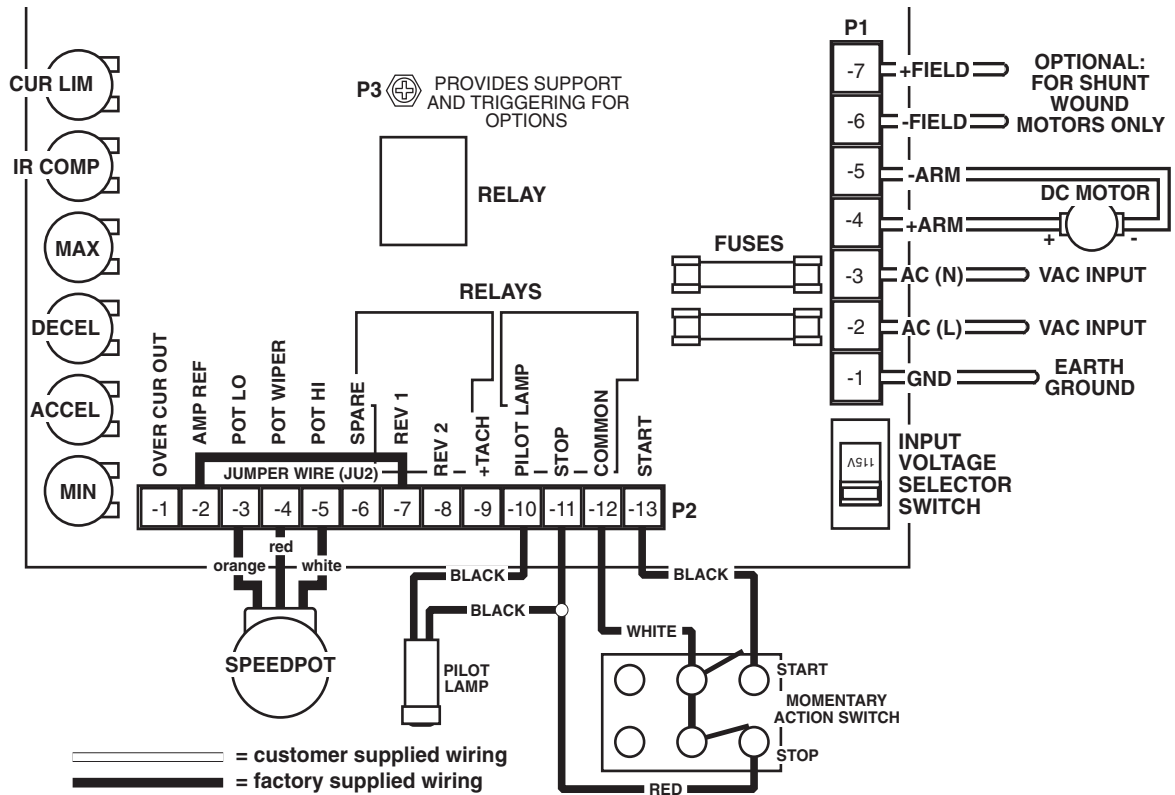 P1
CUR LIM
IR COMP
MAX
DECEL
ACCEL
MIN
P3
PROVIDES SUPPORT
AND TRIGGERING FOR
OPTIONS
RELAY
RELAYS
FUSES
-7
+FIELD
-6
-FIELD
OPTIONAL:
FOR SHUNT
WOUND
MOTORS ONLY
-5
-ARM
DC MOTOR
-4
+ARM
+
-
-3
AC (N)
VAC INPUT
-2
AC (L)
VAC INPUT
-1
GND
EARTH
GROUND
115V
INPUT
VOLTAGE
SELECTOR
SWITCH
OVER CUR OUT
AMP REF
POT LO
POT WIPER
POT HI
SPARE
REV 1
REV 2
+TACH
PILOT LAMP
STOP
COMMON
START
JUMPER WIRE (JU2)
-1
-2
-3
-4
-5
-6
-7
-8
-9
-10
-11
-12
-13
P2
orange
red
white
SPEEDPOT
BLACK
BLACK
PILOT
LAMP
BLACK
WHITE
START
MOMENTARY
ACTION SWITCH
STOP
RED
= customer supplied wiring
= factory supplied wiring